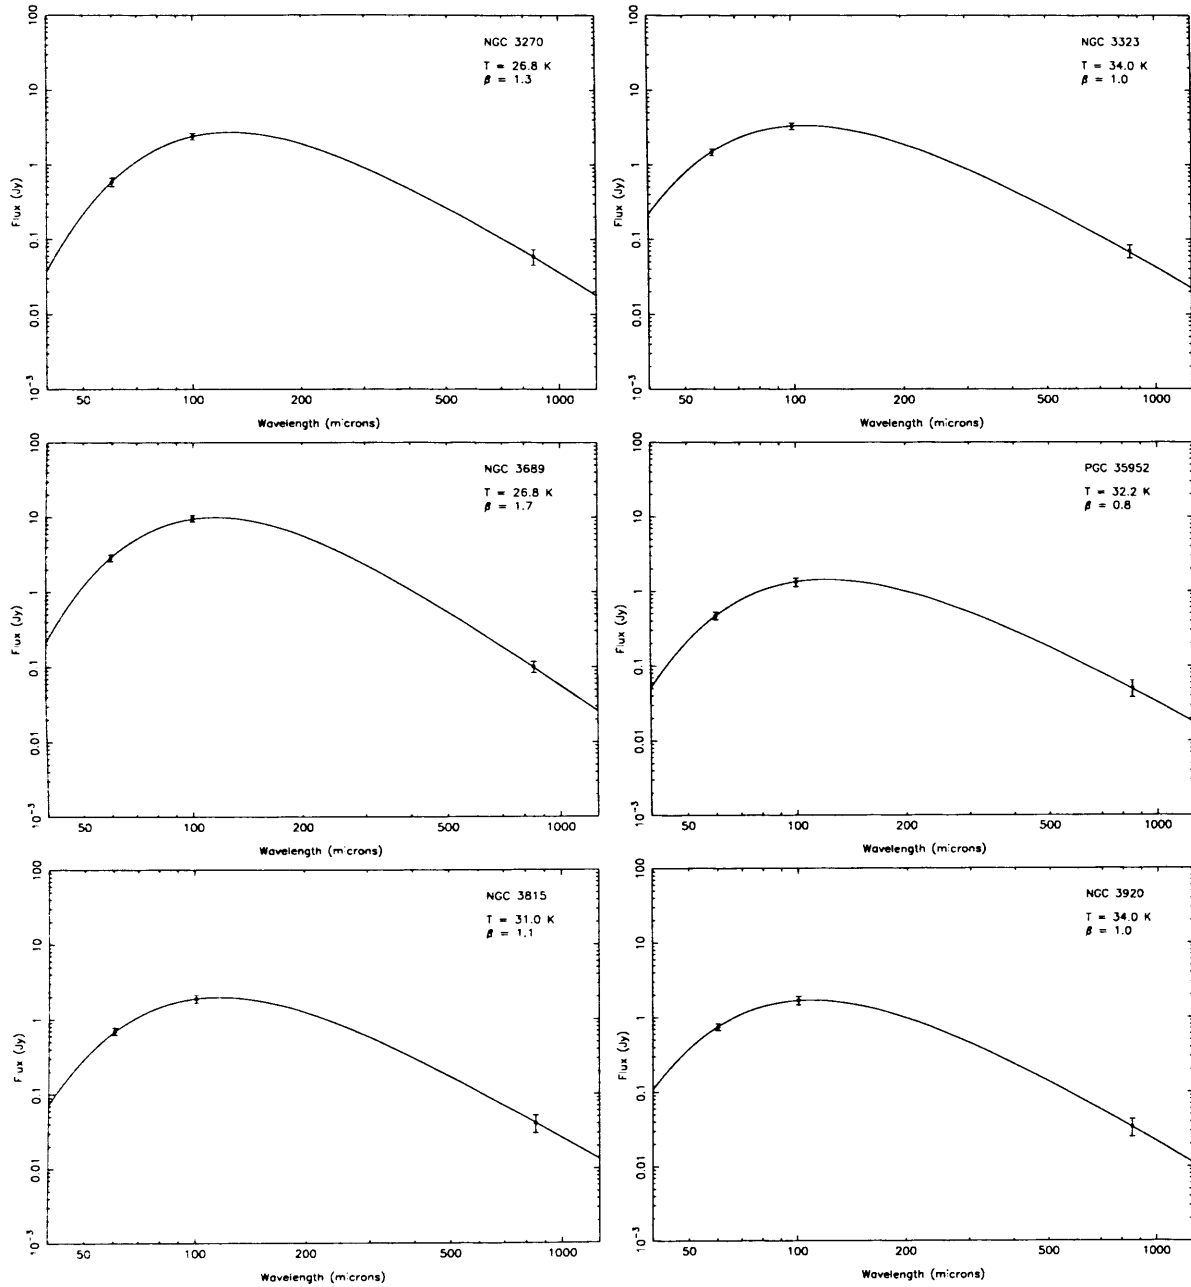 NGC 3270
T = 26.8 K
β = 1.3
100
10
1
0.1
0.01
10⁻³
Flux (Jy)
50 100 200 500 1000
Wavelength (microns)
NGC 3323
T = 34.0 K
β = 1.0
100
10
1
0.1
0.01
10⁻³
Flux (Jy)
50 100 200 500 1000
Wavelength (microns)
NGC 3689
T = 26.8 K
β = 1.7
100
10
1
0.1
0.01
10⁻³
Flux (Jy)
50 100 200 500 1000
Wavelength (microns)
PGC 35952
T = 32.2 K
β = 0.8
100
10
1
0.1
0.01
10⁻³
Flux (Jy)
50 100 200 500 1000
Wavelength (microns)
NGC 3815
T = 31.0 K
β = 1.1
100
10
1
0.1
0.01
10⁻³
Flux (Jy)
50 100 200 500 1000
Wavelength (microns)
NGC 3920
T = 34.0 K
β = 1.0
100
10
1
0.1
0.01
10⁻³
Flux (Jy)
50 100 200 500 1000
Wavelength (microns)